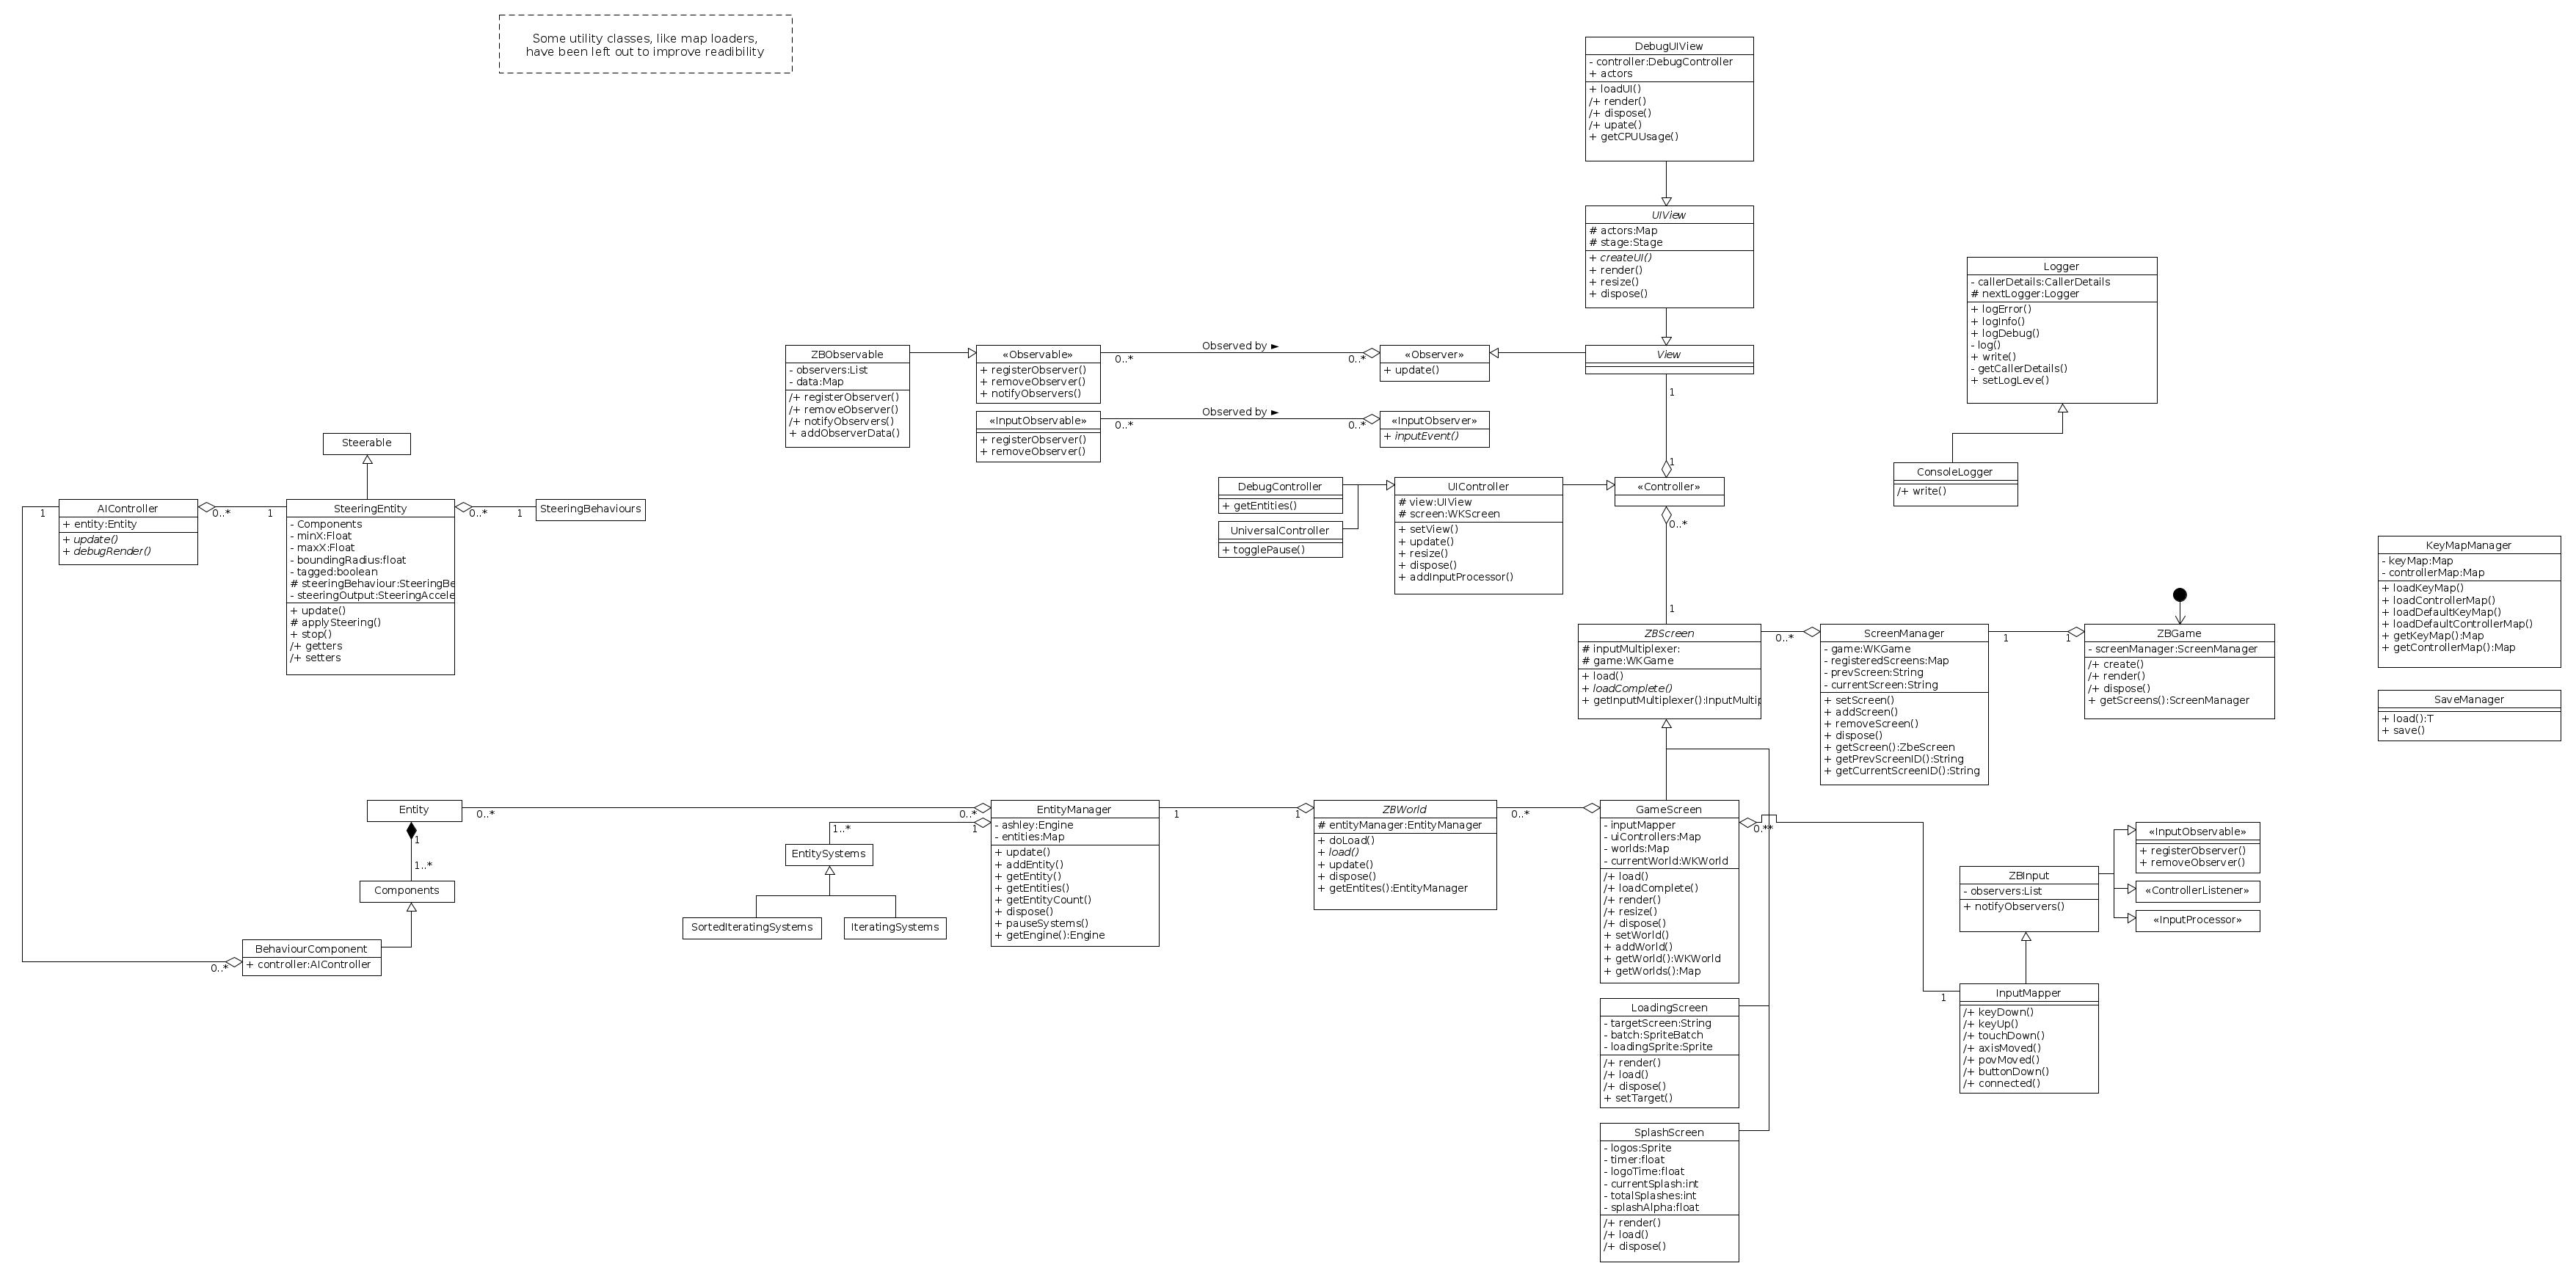 Some utility classes, like map loaders,
have been left out to improve readibility
DebugUIView
- controller:DebugController
+ actors
+ loadUI()
/+ render()
/+ dispose()
/+ upate()
+ getCPUUsage()
UIView
# actors:Map
# stage:Stage
+ createUI()
+ render()
+ resize()
+ dispose()
Logger
- callerDetails:CallerDetails
# nextLogger:Logger
+ logError()
+ logInfo()
+ logDebug()
- log()
+ write()
- getCallerDetails()
+ setLogLeve()
ZBObservable
- observers:List
- data:Map
/+ registerObserver()
/+ removeObserver()
/+ notifyObservers()
+ addObserverData()
«Observable»
+ registerObserver()
+ removeObserver()
+ notifyObservers()
Observed by ►
0..*
0..*
«Observer»
+ update()
View
1
1
«InputObservable»
+ registerObserver()
+ removeObserver()
Observed by ►
0..*
0..*
«InputObserver»
+ inputEvent()
ConsoleLogger
/+ write()
Steerable
AIController
+ entity:Entity
+ update()
+ debugRender()
1
0..*
1
SteeringEntity
- Components
- minX:Float
- maxX:Float
- boundingRadius:float
- tagged:boolean
# steeringBehaviour:SteeringBe
- steeringOutput:SteeringAccele
+ update()
# applySteering()
+ stop()
/+ getters
/+ setters
0..*
1
SteeringBehaviours
DebugController
+ getEntities()
UniversalController
+ togglePause()
UIController
# view:UIView
# screen:WKScreen
+ setView()
+ update()
+ resize()
+ dispose()
+ addInputProcessor()
«Controller»
0..*
1
KeyMapManager
- keyMap:Map
- controllerMap:Map
+ loadKeyMap()
+ loadControllerMap()
+ loadDefaultKeyMap()
+ loadDefaultControllerMap()
+ getKeyMap():Map
+ getControllerMap():Map
ZBScreen
# inputMultiplexer:
# game:WKGame
+ load()
+ loadComplete()
+ getInputMultiplexer():InputMultip
0..*
ScreenManager
- game:WKGame
- registeredScreens:Map
- prevScreen:String
- currentScreen:String
+ setScreen()
+ addScreen()
+ removeScreen()
+ dispose()
+ getScreen():ZbeScreen
+ getPrevScreenID():String
+ getCurrentScreenID():String
1
1
ZBGame
- screenManager:ScreenManager
/+ create()
/+ render()
/+ dispose()
+ getScreens():ScreenManager
SaveManager
+ load():T
+ save()
Entity
0..*
0..*
1
1..*
Components
BehaviourComponent
+ controller:AIController
0..*
EntityManager
- ashley:Engine
- entities:Map
+ update()
+ addEntity()
+ getEntity()
+ getEntities()
+ getEntityCount()
+ dispose()
+ pauseSystems()
+ getEngine():Engine
1..*
1
EntitySystems
SortedIteratingSystems
IteratingSystems
1
1
ZBWorld
# entityManager:EntityManager
+ doLoad()
+ load()
+ update()
+ dispose()
+ getEntites():EntityManager
0..*
GameScreen
- inputMapper
- uiControllers:Map
- worlds:Map
- currentWorld:WKWorld
/+ load()
/+ loadComplete()
/+ render()
/+ resize()
/+ dispose()
+ setWorld()
+ addWorld()
+ getWorld():WKWorld
+ getWorlds():Map
0.**
1
LoadingScreen
- targetScreen:String
- batch:SpriteBatch
- loadingSprite:Sprite
/+ render()
/+ load()
/+ dispose()
+ setTarget()
SplashScreen
- logos:Sprite
- timer:float
- logoTime:float
- currentSplash:int
- totalSplashes:int
- splashAlpha:float
/+ render()
/+ load()
/+ dispose()
ZBInput
- observers:List
+ notifyObservers()
«InputObservable»
+ registerObserver()
+ removeObserver()
«ControllerListener»
«InputProcessor»
InputMapper
/+ keyDown()
/+ keyUp()
/+ touchDown()
/+ axisMoved()
/+ povMoved()
/+ buttonDown()
/+ connected()